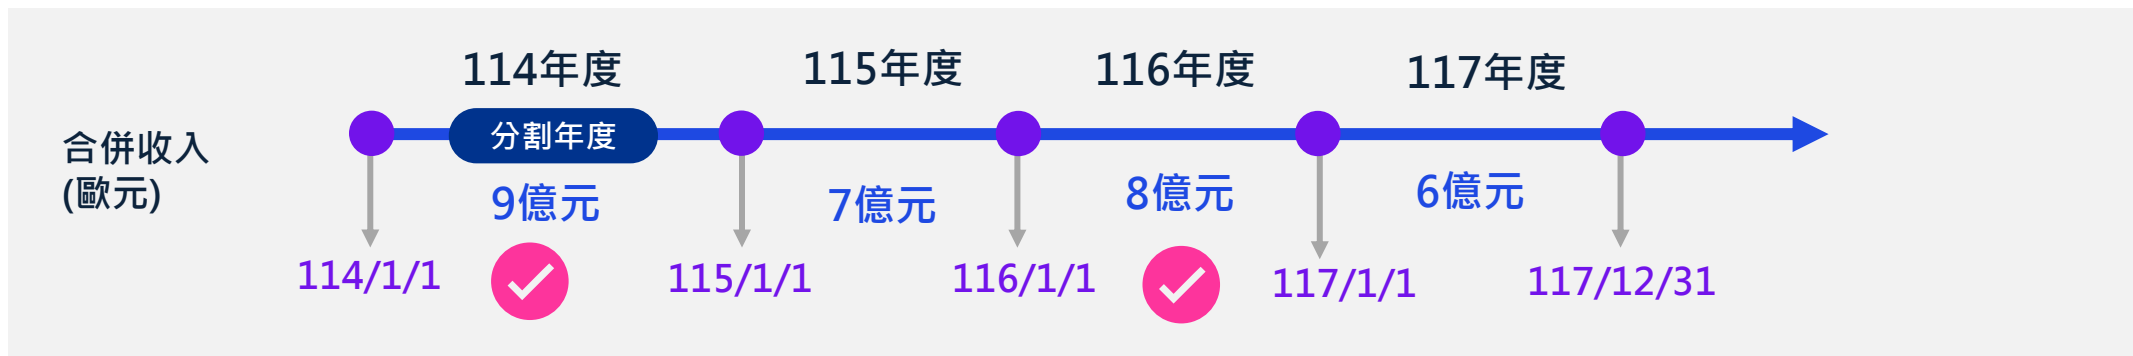 114年度
115年度
116年度
117年度
合併收入
(歐元)
分割年度
9億元
7億元
8億元
6億元
114/1/1
115/1/1
116/1/1
117/1/1
117/12/31